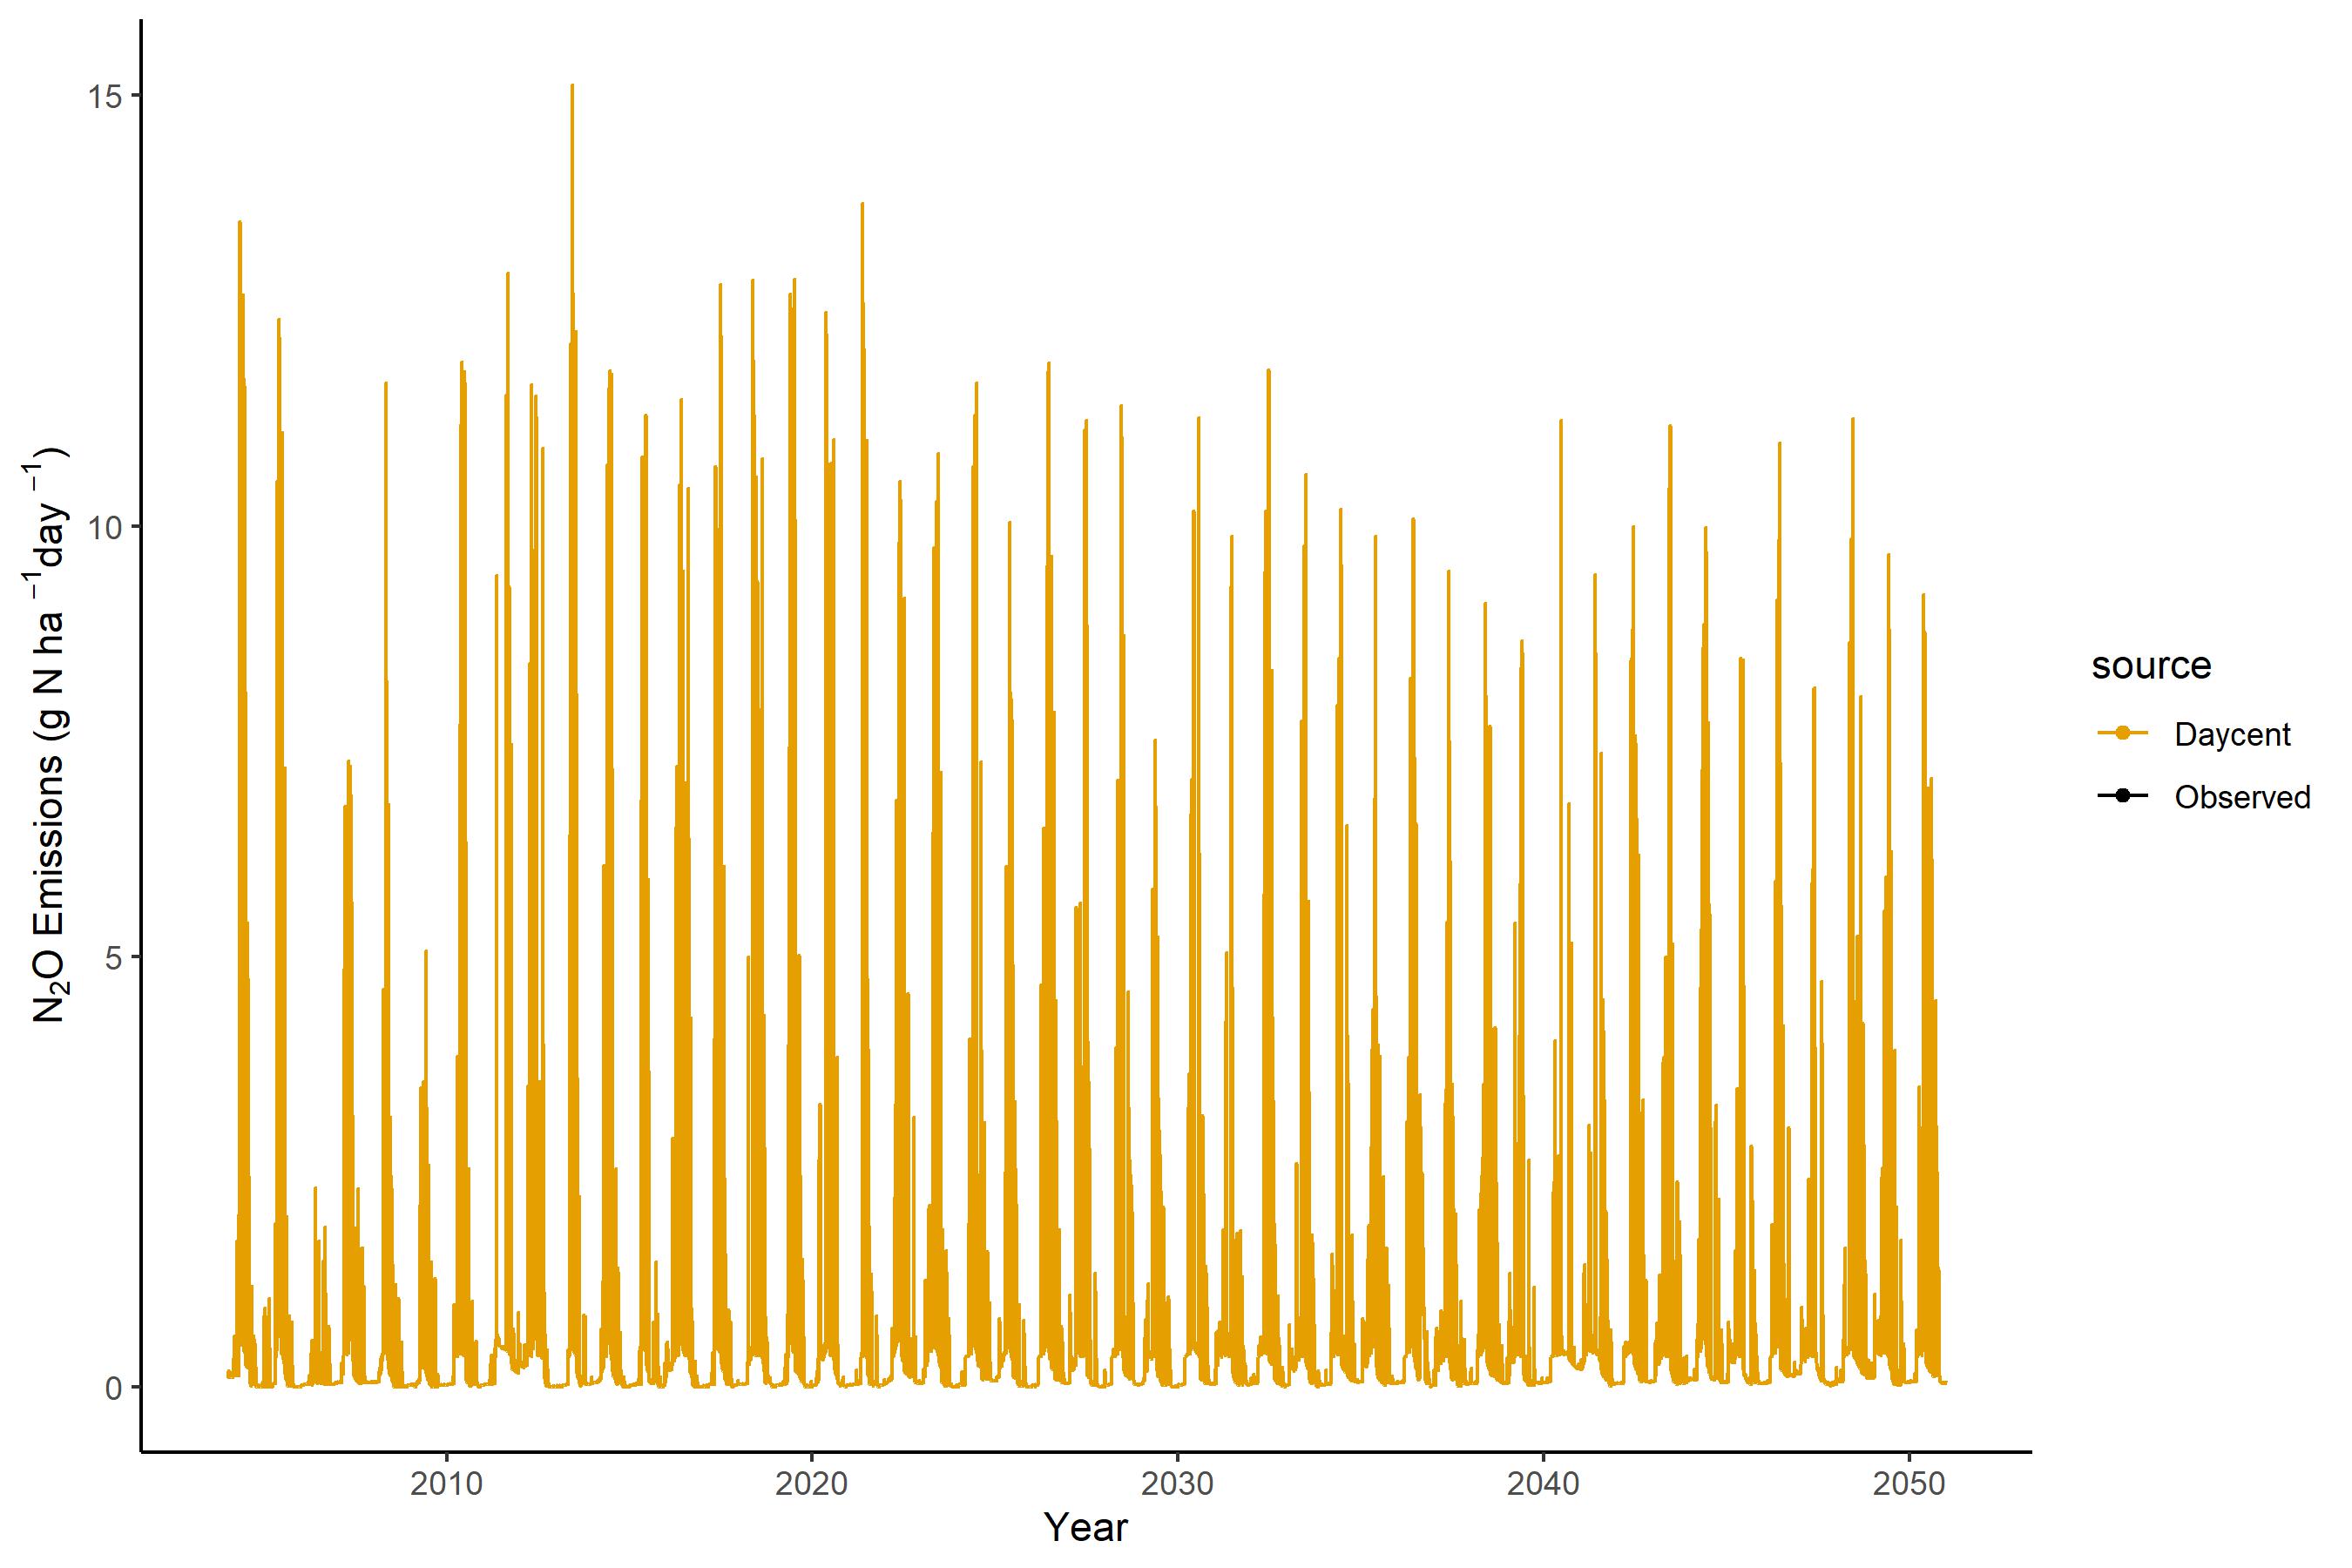 15
10
5
0
N₂O Emissions (g N ha ⁻¹day ⁻¹)
2010 2020 2030 2040 2050
Year
source
Daycent
Observed